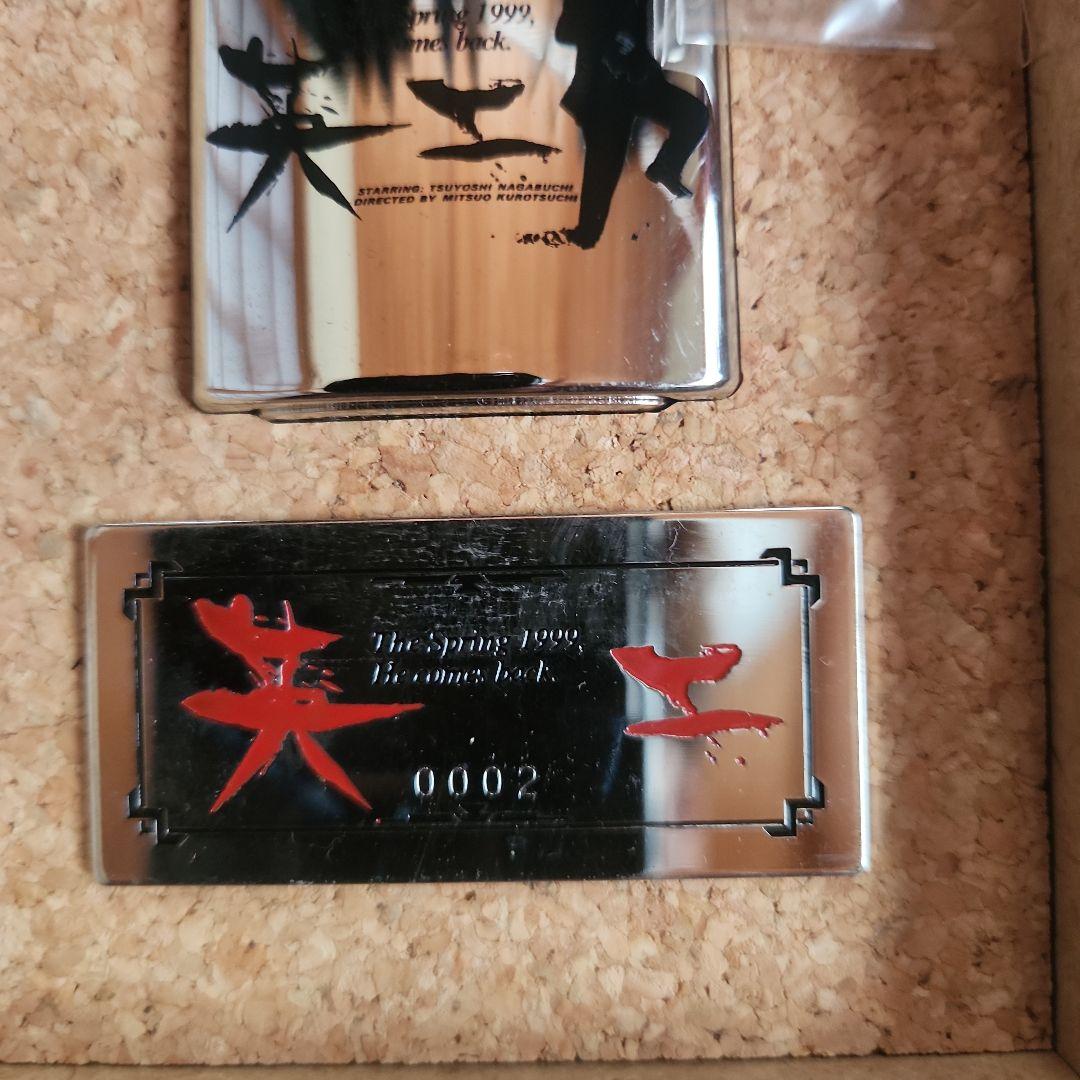 Spring 1999,
comes back.
英二
STARRING: TSUYOSHI NAGABUCHI
DIRECTED BY MITSUO KUROTSUCHI
The Spring 1999,
He comes back.
英二
0002